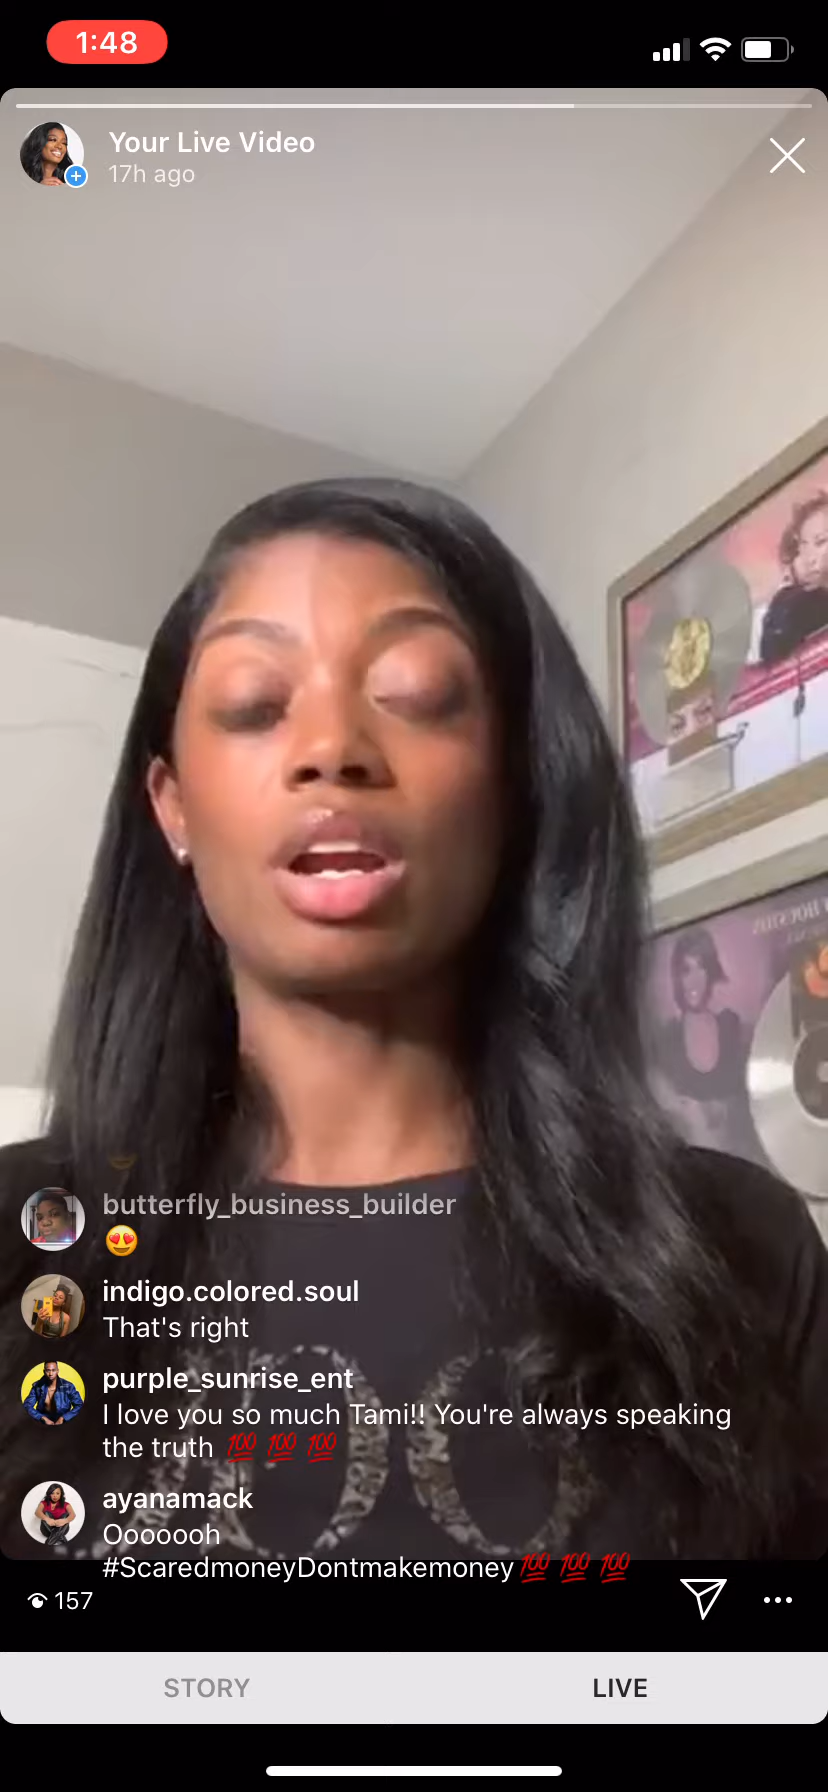 1:48
Your Live Video
17h ago
butterfly_business_builder
😍
indigo.colored.soul
That's right
purple_sunrise_ent
I love you so much Tami!! You're always speaking
the truth 💯 💯 💯
ayanamack
Ooooooh
#ScaredmoneyDontmakemoney💯 💯 💯
157
STORY
LIVE